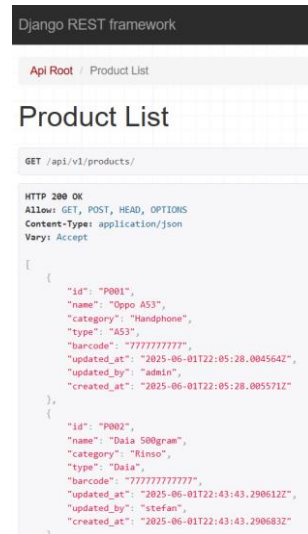 Django REST framework
Api Root / Product List
Product List
GET /api/v1/products/
HTTP 200 OK
Allow: GET, POST, HEAD, OPTIONS
Content-Type: application/json
Vary: Accept
[
{
"id": "P001",
"name": "Oppo A53",
"category": "Handphone",
"type": "A53",
"barcode": "7777777777",
"updated_at": "2025-06-01T22:05:28.004564Z",
"updated_by": "admin",
"created_at": "2025-06-01T22:05:28.005571Z"
},
{
"id": "P002",
"name": "Daia 500gram",
"category": "Rinso",
"type": "Daia",
"barcode": "777777777777",
"updated_at": "2025-06-01T22:43:43.290612Z",
"updated_by": "stefan",
"created_at": "2025-06-01T22:43:43.290683Z"
}